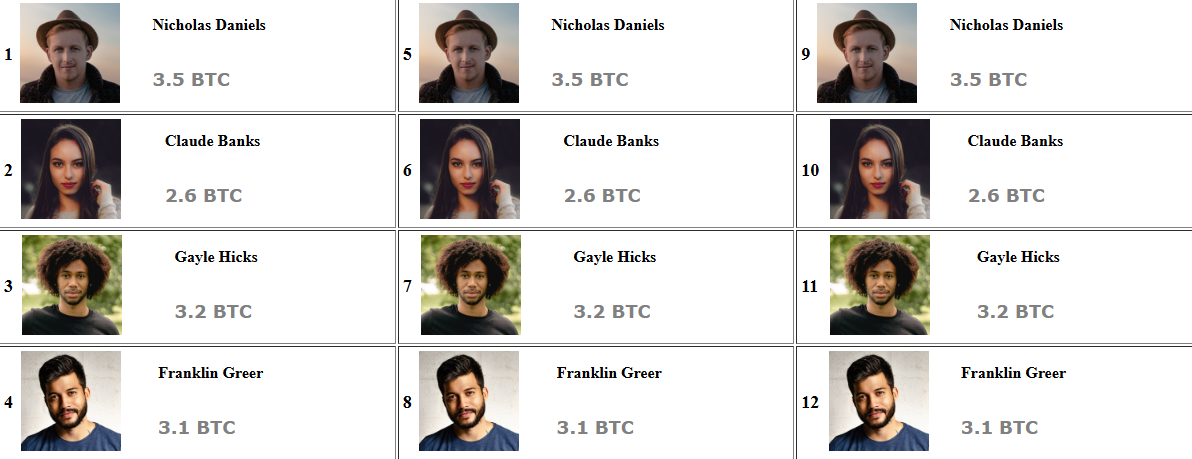 1 Nicholas Daniels
3.5 BTC
2 Claude Banks
2.6 BTC
3 Gayle Hicks
3.2 BTC
4 Franklin Greer
3.1 BTC
5 Nicholas Daniels
3.5 BTC
6 Claude Banks
2.6 BTC
7 Gayle Hicks
3.2 BTC
8 Franklin Greer
3.1 BTC
9 Nicholas Daniels
3.5 BTC
10 Claude Banks
2.6 BTC
11 Gayle Hicks
3.2 BTC
12 Franklin Greer
3.1 BTC